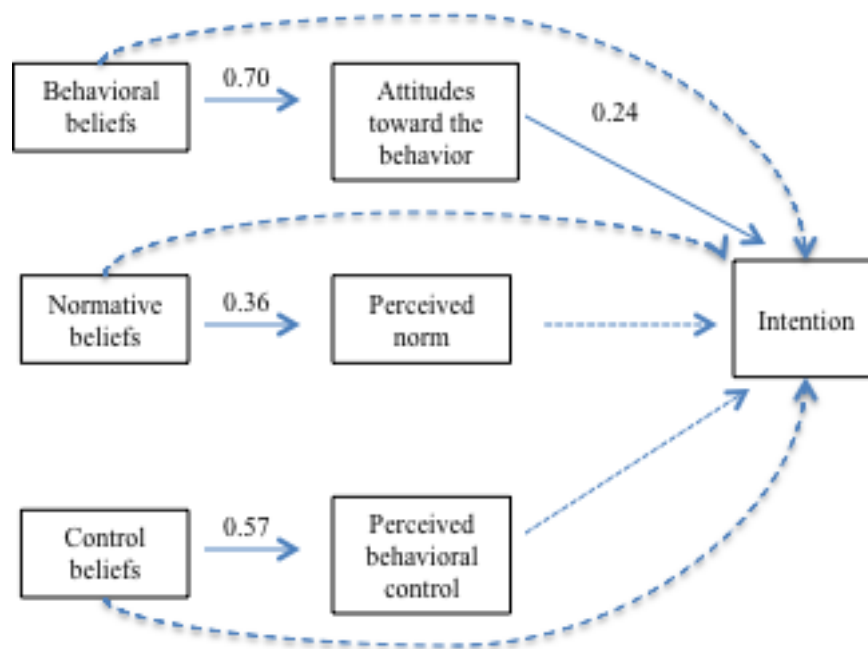 Behavioral
beliefs
0.70
Attitudes
toward the
behavior
0.24
Normative
beliefs
0.36
Perceived
norm
Intention
Control
beliefs
0.57
Perceived
behavioral
control